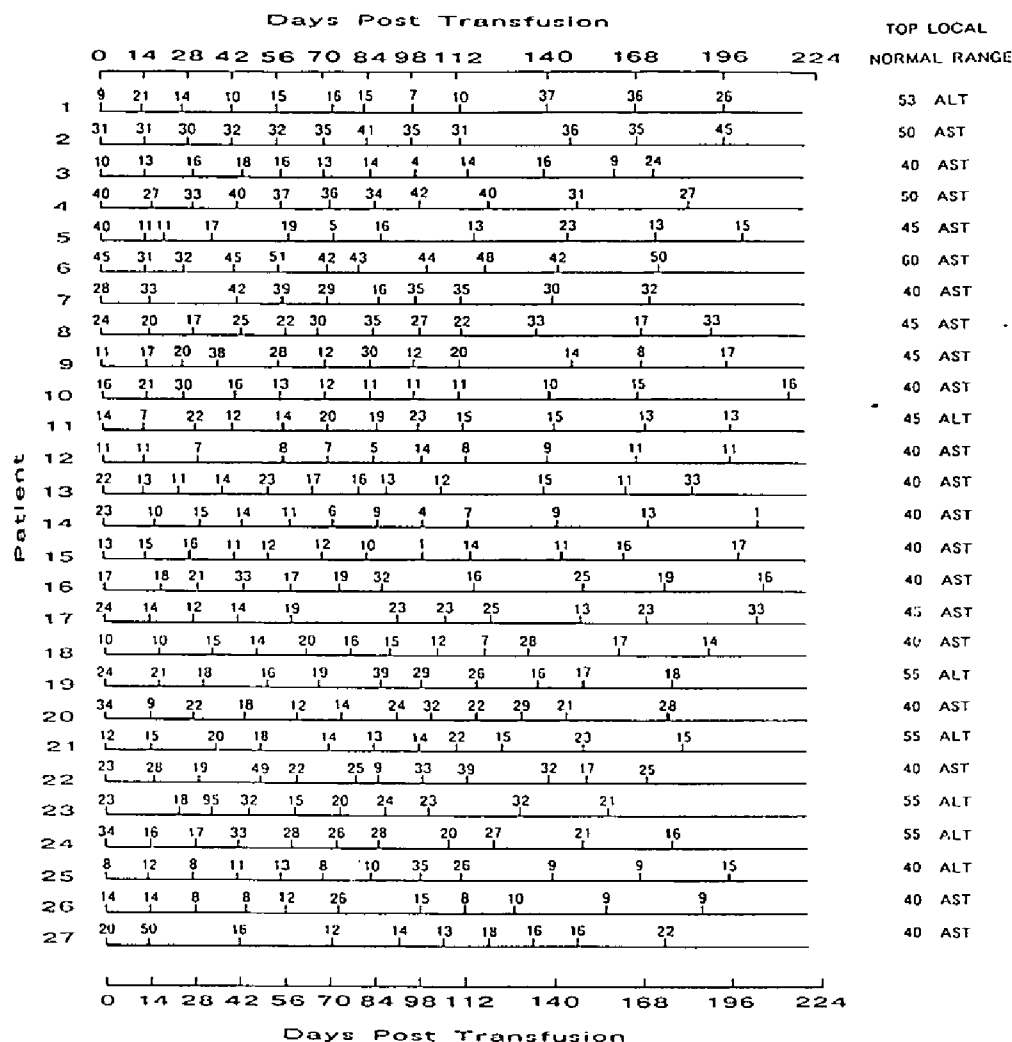 Days Post Transfusion
TOP LOCAL
NORMAL RANGE
0 14 28 42 56 70 84 98 112 140 168 196 224
1 9 21 14 10 15 16 15 7 10 37 36 26 53 ALT
2 31 31 30 32 32 35 41 35 31 36 35 45 50 AST
3 10 13 16 18 16 13 14 4 14 16 9 24 40 AST
4 40 27 33 40 37 36 34 42 40 31 27 50 AST
5 40 11 11 17 19 5 16 13 23 13 15 45 AST
6 45 31 32 45 51 42 43 44 48 42 50 60 AST
7 28 33 42 39 29 16 35 35 30 32 40 AST
8 24 20 17 25 22 30 35 27 22 33 17 33 45 AST
9 11 17 20 38 28 12 30 12 20 14 8 17 45 AST
10 16 21 30 16 13 12 11 11 11 10 15 16 40 AST
11 14 7 22 12 14 20 19 23 15 15 13 13 45 ALT
12 11 11 7 8 7 5 14 8 9 11 11 40 AST
13 22 13 11 14 23 17 16 13 12 15 11 33 40 AST
14 23 10 15 14 11 6 9 4 7 9 13 1 40 AST
15 13 15 16 11 12 12 10 1 14 11 16 17 40 AST
16 17 18 21 33 17 19 32 16 25 19 16 40 AST
17 24 14 12 14 19 23 23 25 13 23 33 45 AST
18 10 10 15 14 20 16 15 12 7 28 17 14 40 AST
19 24 21 18 16 19 39 29 26 16 17 18 55 ALT
20 34 9 22 18 12 14 24 32 22 29 21 28 40 AST
21 12 15 20 18 14 13 14 22 15 23 15 55 ALT
22 23 28 19 49 22 25 9 33 39 32 17 25 40 AST
23 23 18 95 32 15 20 24 23 32 21 55 ALT
24 34 16 17 33 28 26 28 20 27 21 16 55 ALT
25 8 12 8 11 13 8 10 35 26 9 9 15 40 ALT
26 14 14 8 8 12 26 15 8 10 9 9 40 AST
27 20 50 16 12 14 13 18 16 15 22 40 AST
Patient
0 14 28 42 56 70 84 98 112 140 168 196 224
Days Post Transfusion